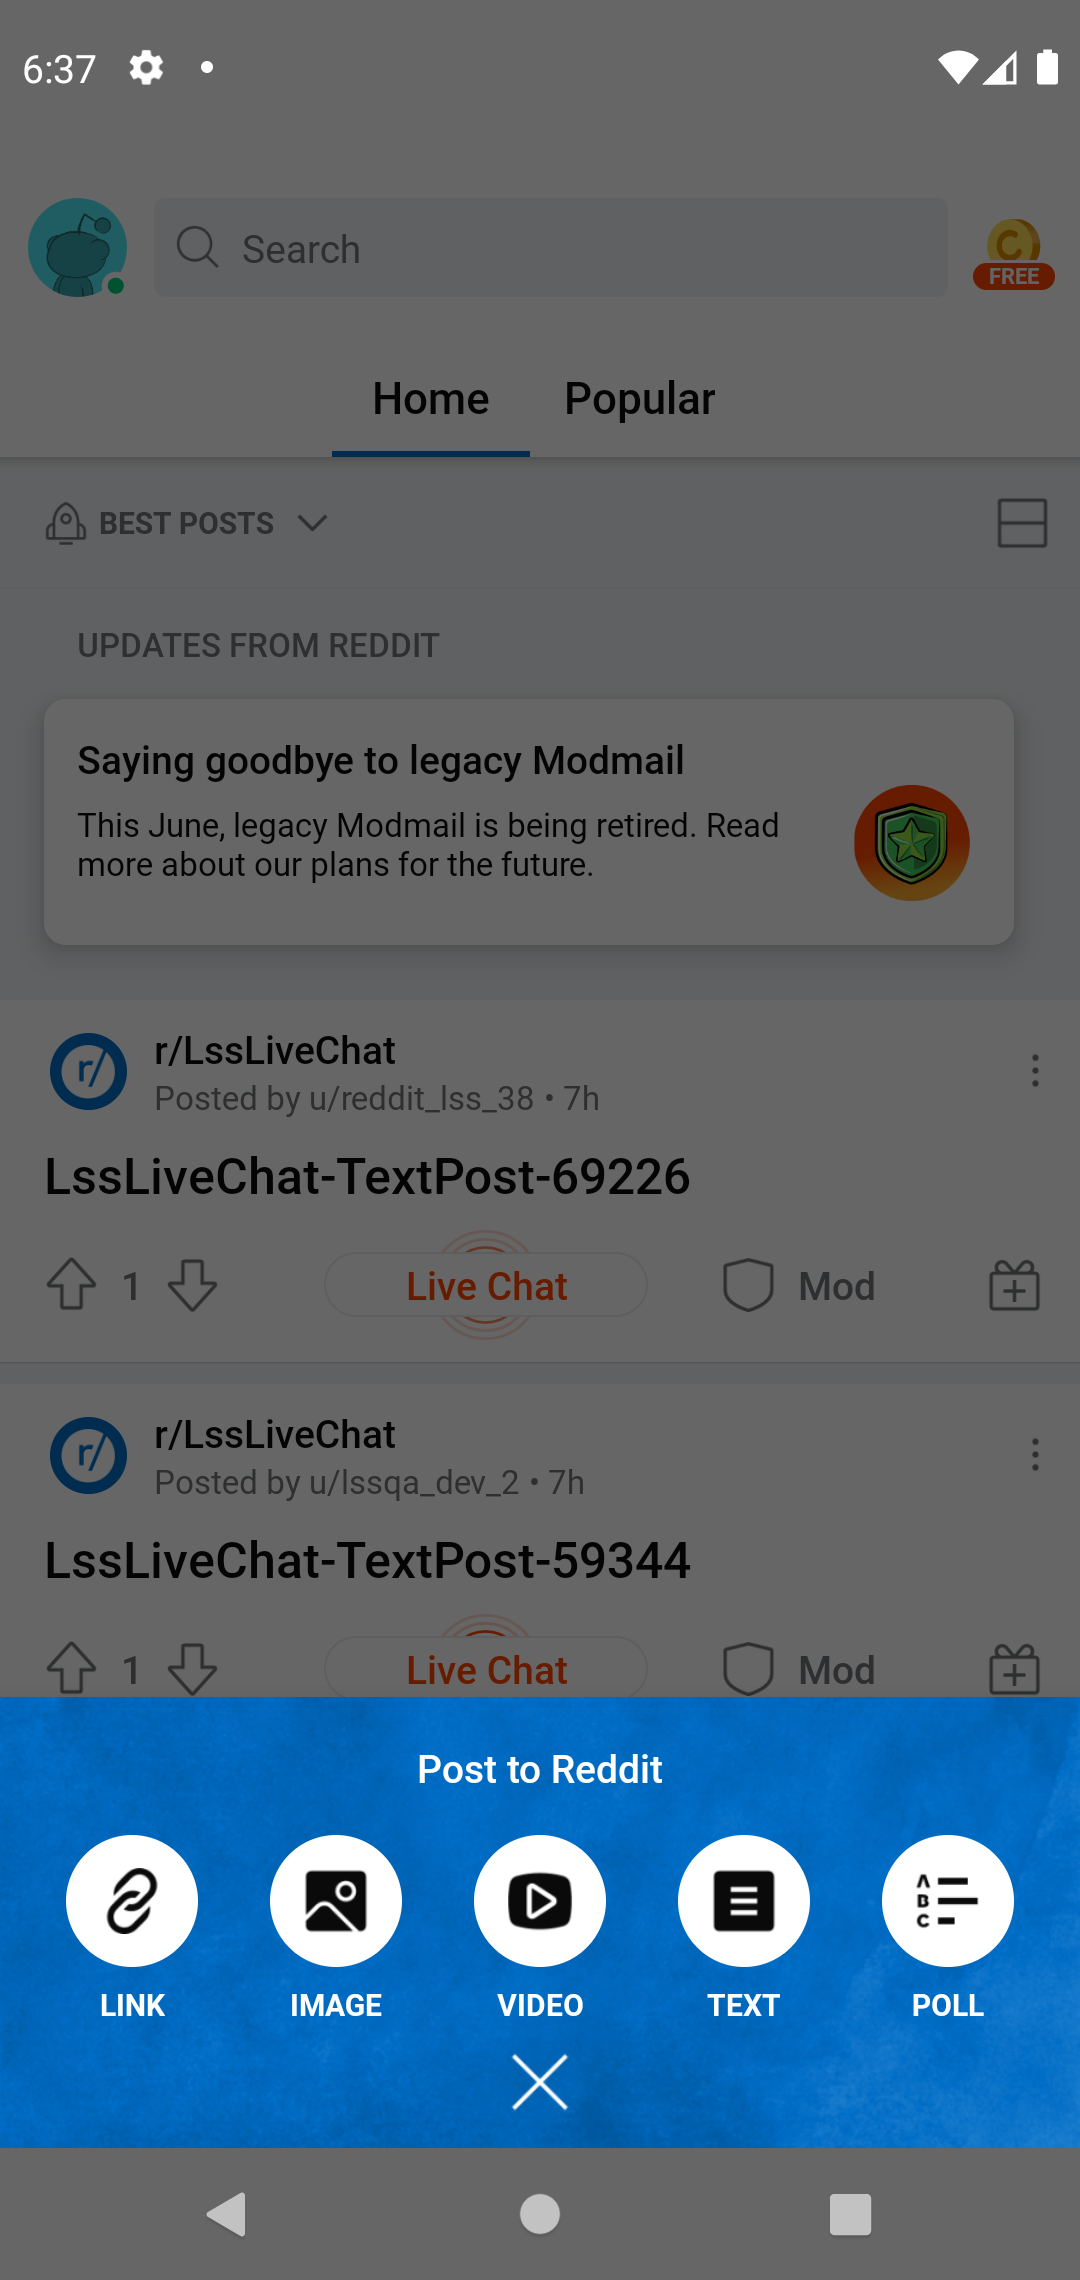 6:37
Search
C
FREE
Home Popular
BEST POSTS
UPDATES FROM REDDIT
Saying goodbye to legacy Modmail
This June, legacy Modmail is being retired. Read
more about our plans for the future.
r/
r/LssLiveChat
Posted by u/reddit_lss_38 • 7h
LssLiveChat-TextPost-69226
1 Live Chat Mod
r/
r/LssLiveChat
Posted by u/lssqa_dev_2 • 7h
LssLiveChat-TextPost-59344
1 Live Chat Mod
Post to Reddit
A
B
C
LINK IMAGE VIDEO TEXT POLL